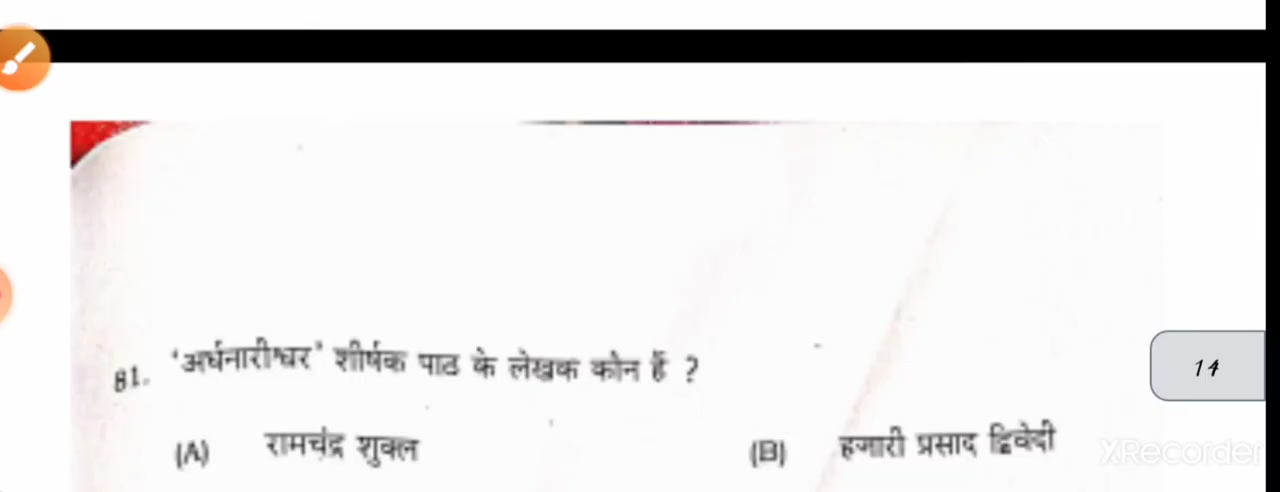 81. 'अर्धनारीश्वर' शीर्षक पाठ के लेखक कौन हैं ?
14
(A) रामचंद्र शुक्ल (B) हजारी प्रसाद द्विवेदी
XRecorder